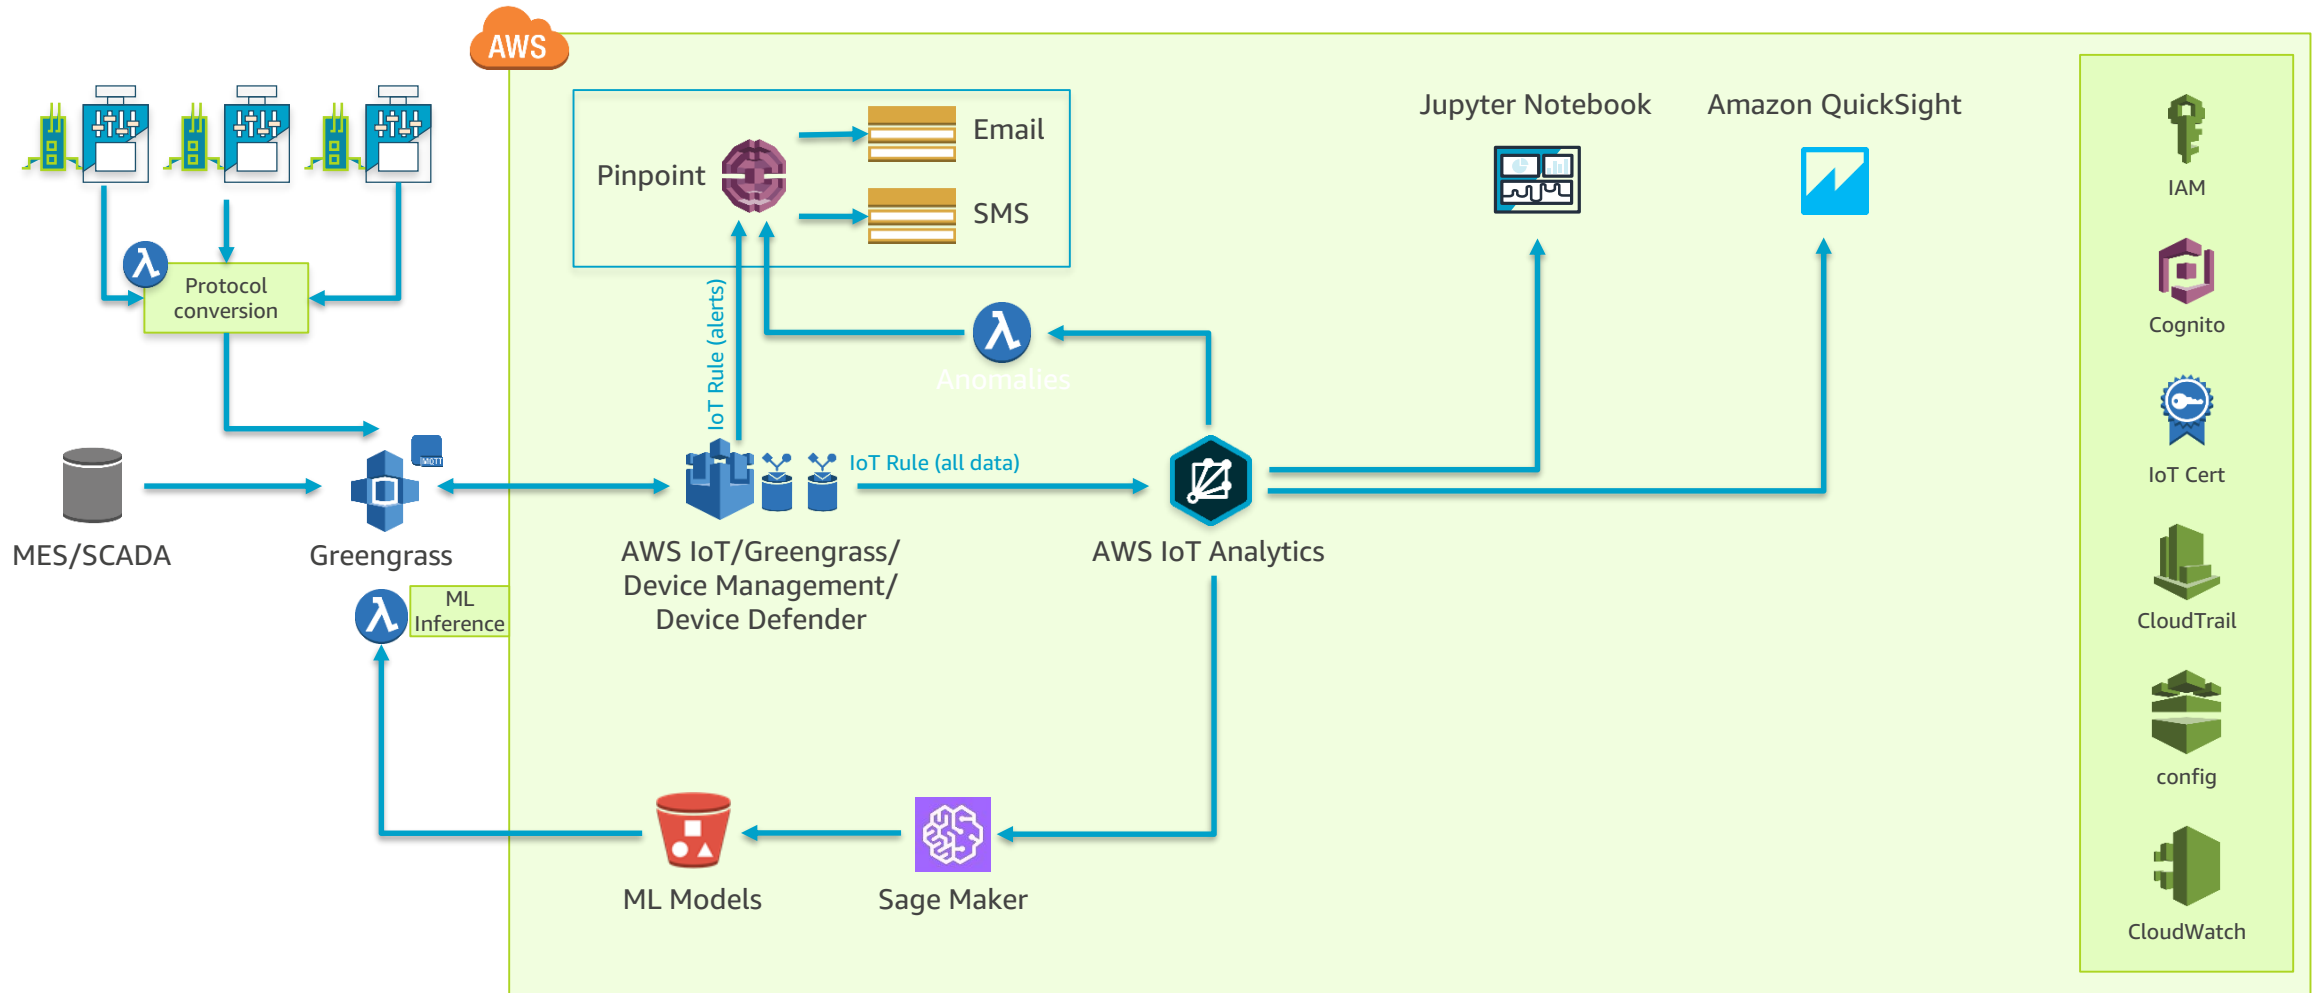 AWS
Jupyter Notebook
Amazon QuickSight
Email
Pinpoint
SMS
IAM
Protocol
conversion
IoT Rule (alerts)
Cognito
Anomalies
MQTT
IoT Rule (all data)
IoT Cert
MES/SCADA
Greengrass
AWS IoT/Greengrass/
Device Management/
Device Defender
AWS IoT Analytics
ML
Inference
CloudTrail
config
ML Models
Sage Maker
CloudWatch